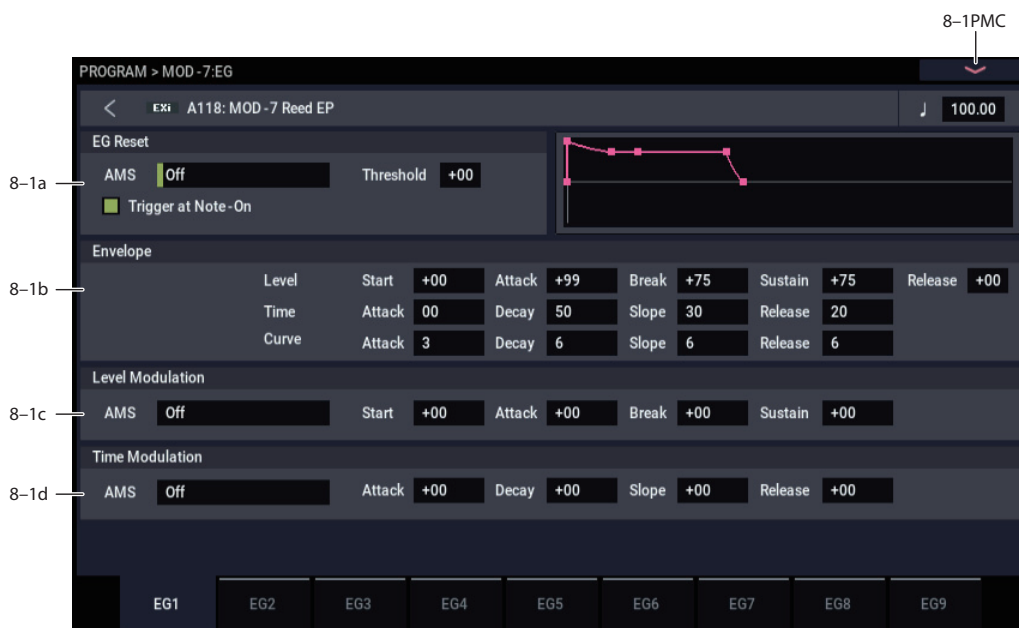 8–1PMC
PROGRAM > MOD-7:EG
EXi A118: MOD-7 Reed EP ♩ 100.00
EG Reset
8–1a AMS Off Threshold +00
Trigger at Note-On
Envelope
8–1b Level Start +00 Attack +99 Break +75 Sustain +75 Release +00
Time Attack 00 Decay 50 Slope 30 Release 20
Curve Attack 3 Decay 6 Slope 6 Release 6
Level Modulation
8–1c AMS Off Start +00 Attack +00 Break +00 Sustain +00
Time Modulation
8–1d AMS Off Attack +00 Decay +00 Slope +00 Release +00
EG1 EG2 EG3 EG4 EG5 EG6 EG7 EG8 EG9